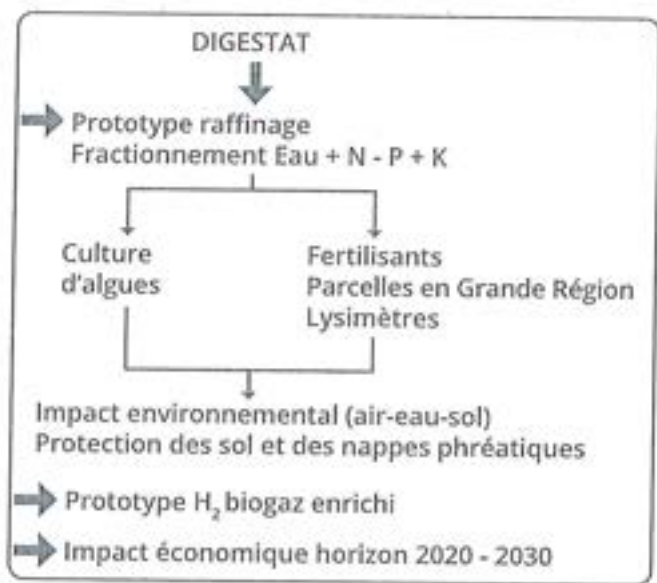 DIGESTAT
Prototype raffinage
Fractionnement Eau + N - P + K
Culture
d'algues
Fertilisants
Parcelles en Grande Région
Lysimètres
Impact environmental (air-eau-sol)
Protection des sol et des nappes phréatiques
Prototype H₂ biogaz enrichi
Impact économique horizon 2020 - 2030